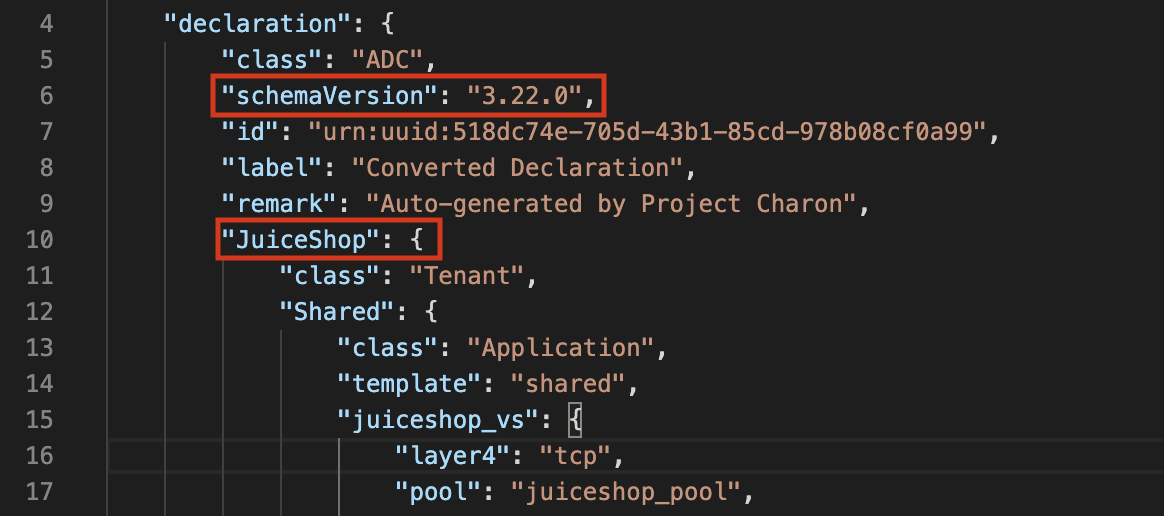 4 "declaration": {
5 "class": "ADC",
6 "schemaVersion": "3.22.0",
7 "id": "urn:uuid:518dc74e-705d-43b1-85cd-978b08cf0a99",
8 "label": "Converted Declaration",
9 "remark": "Auto-generated by Project Charon",
10 "JuiceShop": {
11 "class": "Tenant",
12 "Shared": {
13 "class": "Application",
14 "template": "shared",
15 "juiceshop_vs": {
16 "layer4": "tcp",
17 "pool": "juiceshop_pool",